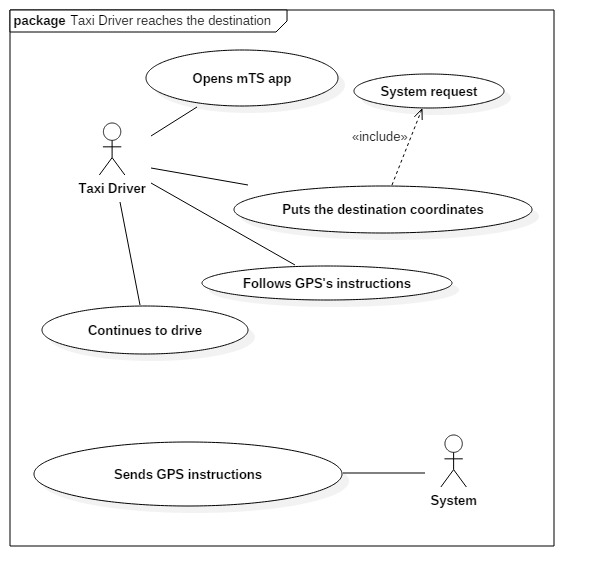 package Taxi Driver reaches the destination
Opens mTS app
System request
«include»
Taxi Driver
Puts the destination coordinates
Follows GPS's instructions
Continues to drive
Sends GPS instructions
System